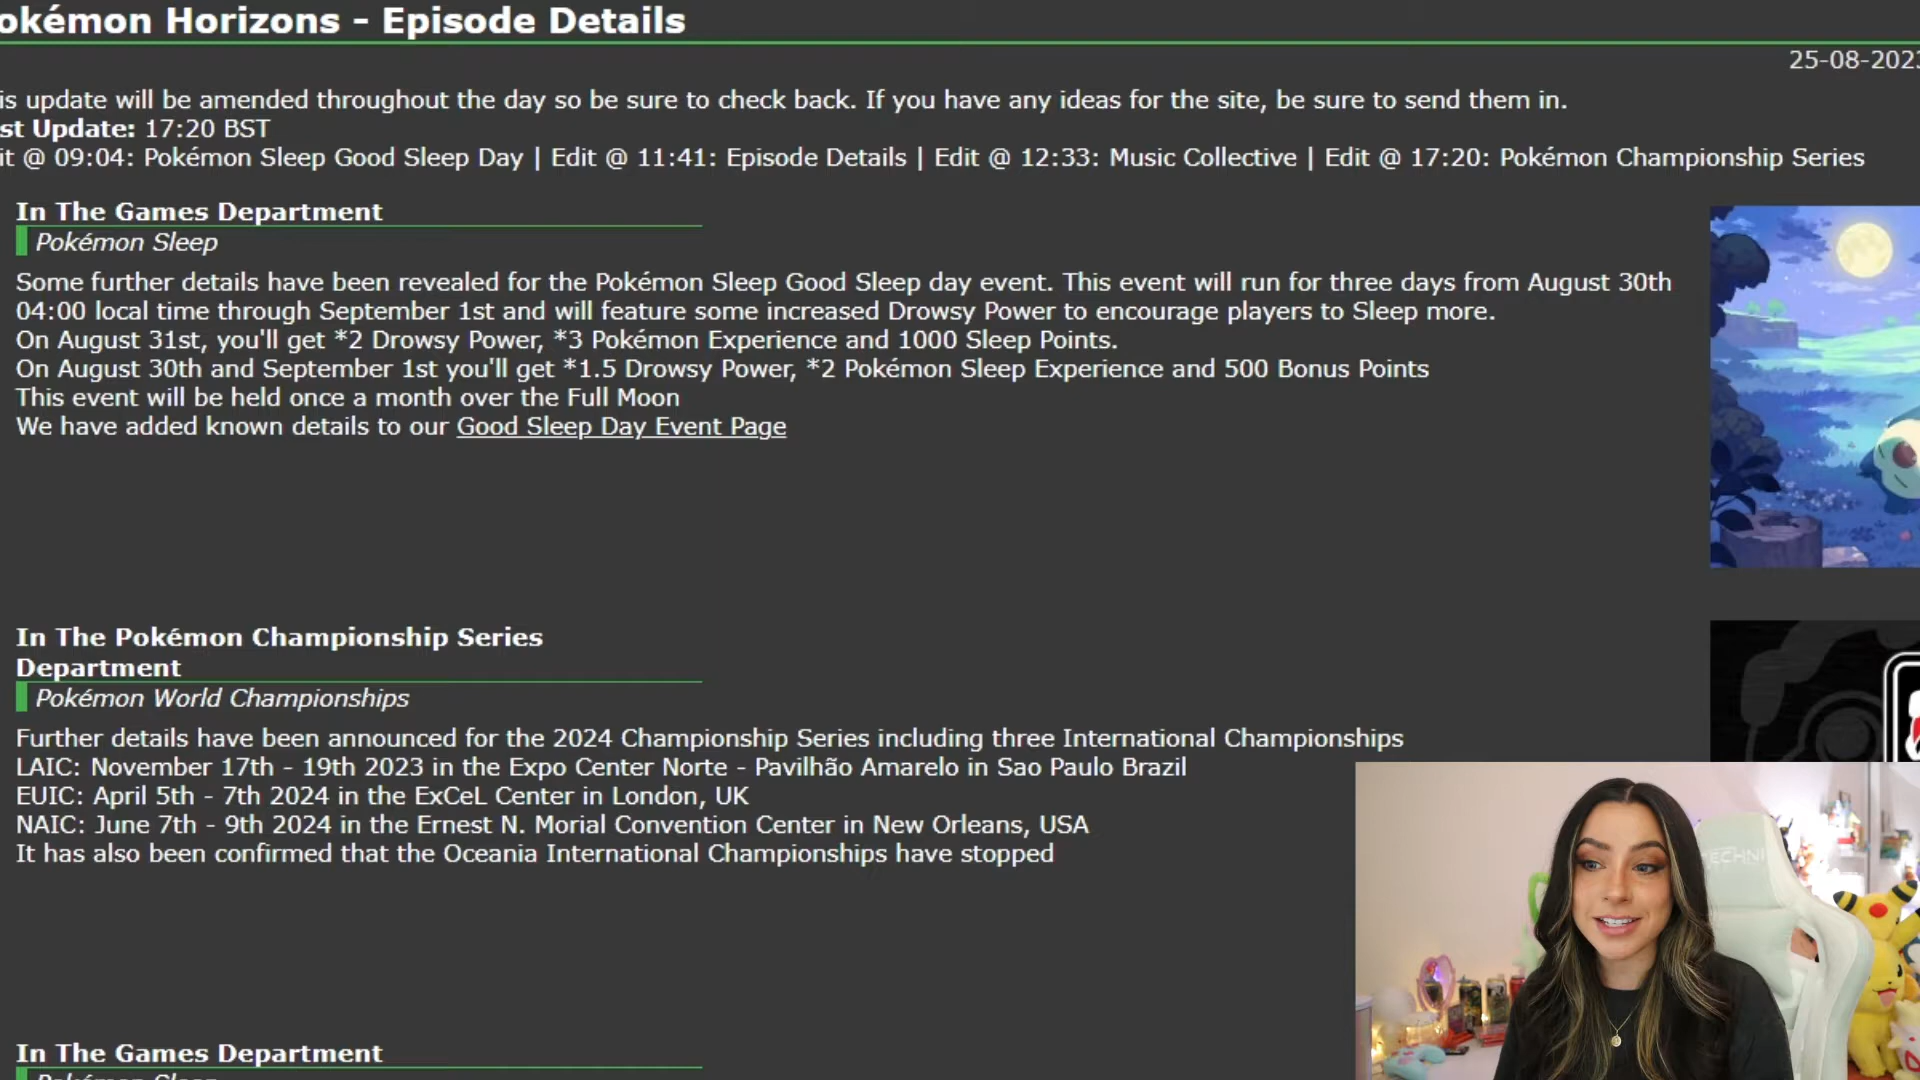 okémon Horizons - Episode Details
25-08-2023
is update will be amended throughout the day so be sure to check back. If you have any ideas for the site, be sure to send them in.
st Update: 17:20 BST
it @ 09:04: Pokémon Sleep Good Sleep Day | Edit @ 11:41: Episode Details | Edit @ 12:33: Music Collective | Edit @ 17:20: Pokémon Championship Series
In The Games Department
Pokémon Sleep
Some further details have been revealed for the Pokémon Sleep Good Sleep day event. This event will run for three days from August 30th
04:00 local time through September 1st and will feature some increased Drowsy Power to encourage players to Sleep more.
On August 31st, you'll get *2 Drowsy Power, *3 Pokémon Experience and 1000 Sleep Points.
On August 30th and September 1st you'll get *1.5 Drowsy Power, *2 Pokémon Sleep Experience and 500 Bonus Points
This event will be held once a month over the Full Moon
We have added known details to our Good Sleep Day Event Page
In The Pokémon Championship Series
Department
Pokémon World Championships
Further details have been announced for the 2024 Championship Series including three International Championships
LAIC: November 17th - 19th 2023 in the Expo Center Norte - Pavilhão Amarelo in Sao Paulo Brazil
EUIC: April 5th - 7th 2024 in the ExCeL Center in London, UK
NAIC: June 7th - 9th 2024 in the Ernest N. Morial Convention Center in New Orleans, USA
It has also been confirmed that the Oceania International Championships have stopped
TECHNI
In The Games Department
Pokémon Sleep